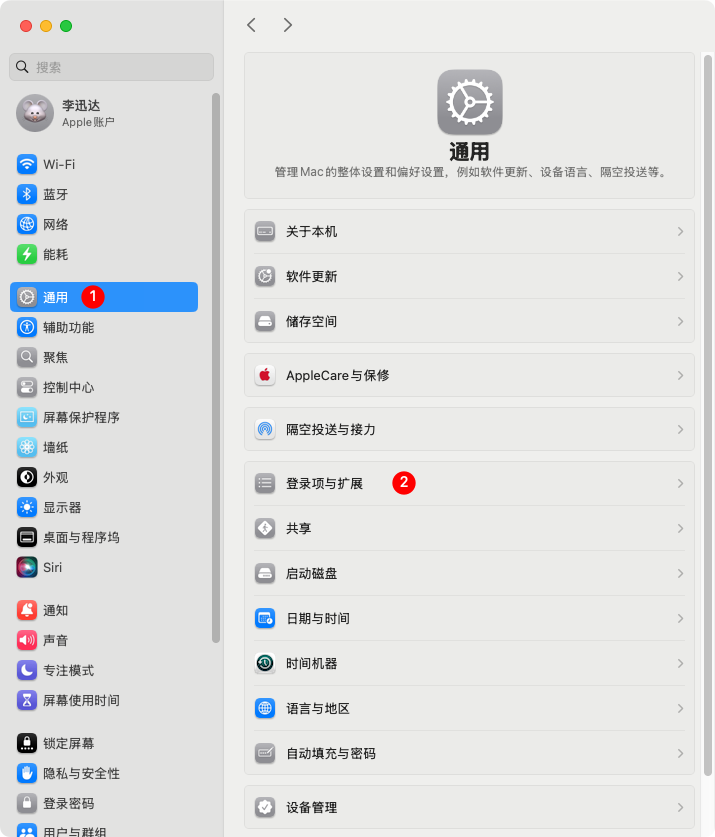 搜索
李迅达
Apple账户
Wi-Fi
蓝牙
网络
能耗
通用 1
辅助功能
聚焦
控制中心
屏幕保护程序
墙纸
外观
显示器
桌面与程序坞
Siri
通知
声音
专注模式
屏幕使用时间
锁定屏幕
隐私与安全性
登录密码
用户与群组
通用
管理 Mac 的整体设置和偏好设置，例如软件更新、设备语言、隔空投送等。
关于本机
软件更新
储存空间
AppleCare与保修
隔空投送与接力
登录项与扩展 2
共享
启动磁盘
日期与时间
时间机器
语言与地区
自动填充与密码
设备管理